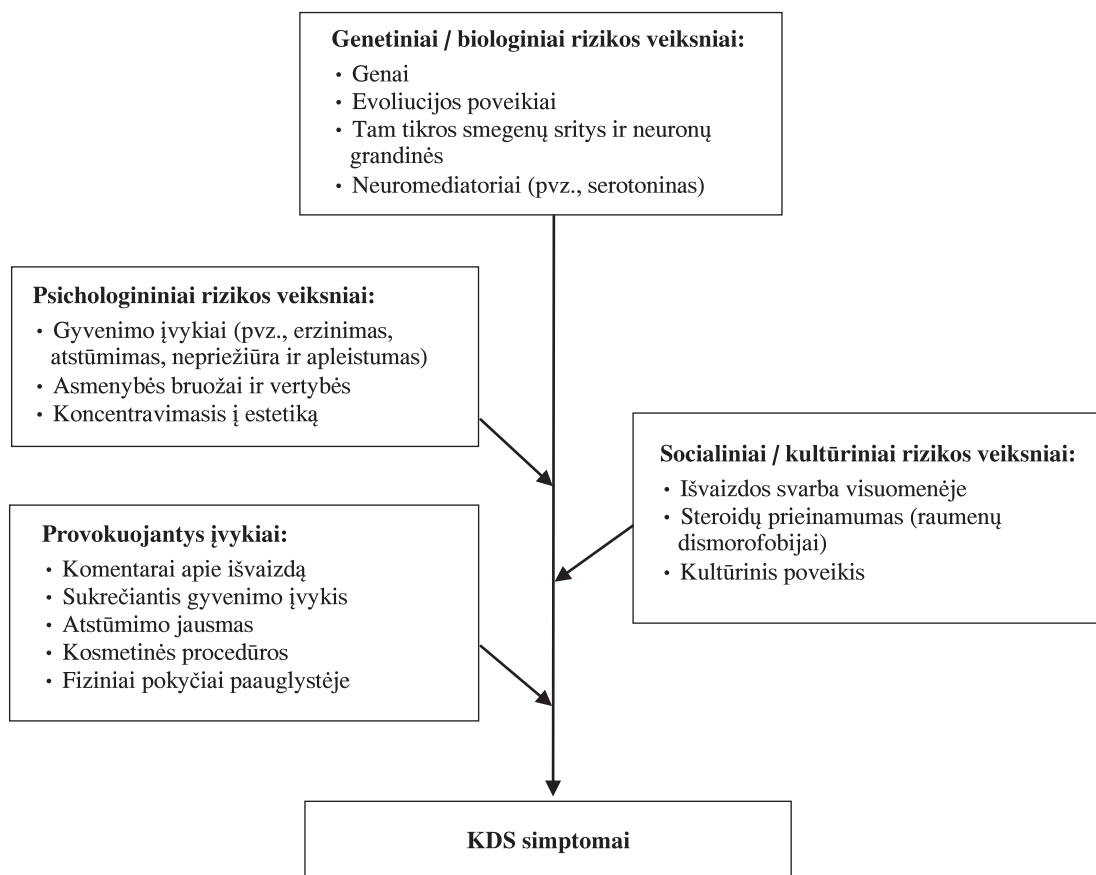 Genetiniai / biologiniai rizikos veiksniai:
• Genai
• Evoliucijos poveikiai
• Tam tikros smegenų sritys ir neuronų
grandinės
• Neuromediatoriai (pvz., serotoninas)
Psichologininiai rizikos veiksniai:
• Gyvenimo įvykiai (pvz., erzinimas,
atstūmimas, nepriežiūra ir apleistumas)
• Asmenybės bruožai ir vertybės
• Koncentravimasis į estetiką
Socialiniai / kultūriniai rizikos veiksniai:
• Išvaizdos svarba visuomenėje
• Steroidų prieinamumas (raumenų
dismorofobijai)
• Kultūrinis poveikis
Provokuojantys įvykiai:
• Komentarai apie išvaizdą
• Sukrečiantis gyvenimo įvykis
• Atstūmimo jausmas
• Kosmetinės procedūros
• Fiziniai pokyčiai paauglystėje
KDS simptomai